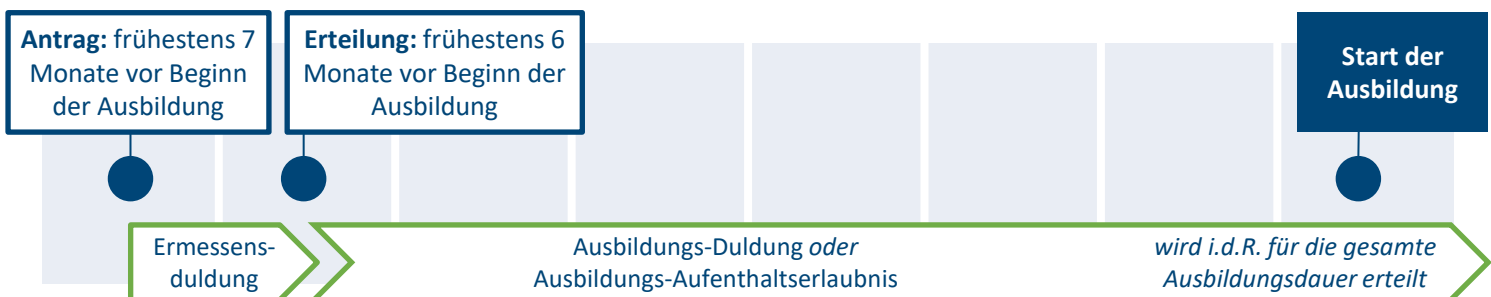 Antrag: frühestens 7
Monate vor Beginn
der Ausbildung
Erteilung: frühestens 6
Monate vor Beginn der
Ausbildung
Start der
Ausbildung
Ermessens-
duldung
Ausbildungs-Duldung oder
Ausbildungs-Aufenthaltserlaubnis
wird i.d.R. für die gesamte
Ausbildungsdauer erteilt